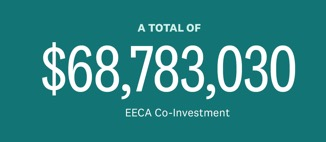 A TOTAL OF
$68,783,030
EECA Co-Investment